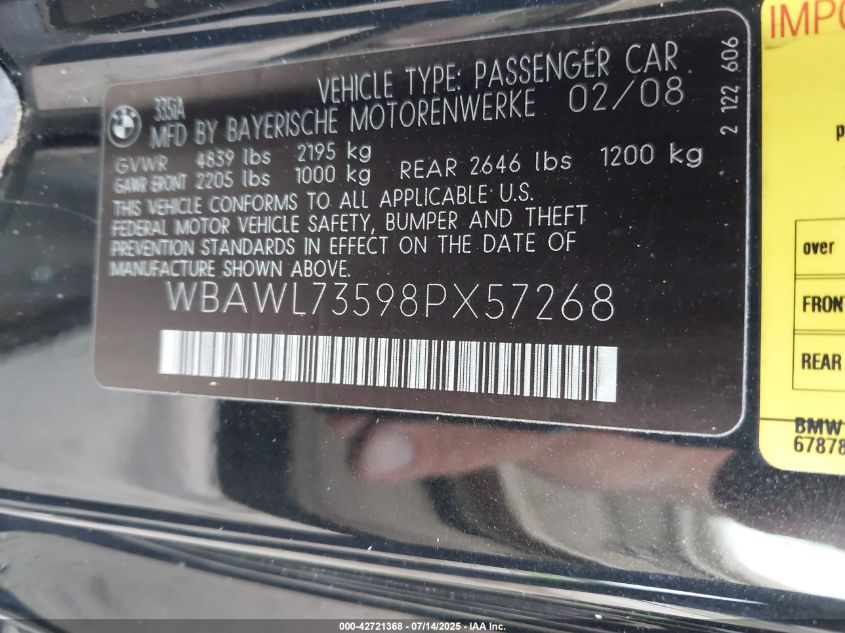 BMW
335iA
VEHICLE TYPE: PASSENGER CAR
MFD BY BAYERISCHE MOTORENWERKE 02/08
GVWR 4839 lbs 2195 kg
GAWR FRONT 2205 lbs 1000 kg REAR 2646 lbs 1200 kg
THIS VEHICLE CONFORMS TO ALL APPLICABLE U.S.
FEDERAL MOTOR VEHICLE SAFETY, BUMPER AND THEFT
PREVENTION STANDARDS IN EFFECT ON THE DATE OF
MANUFACTURE SHOWN ABOVE.
WBAWL73598PX57268
2 122 606
IMPO
p
over
FRON
REAR
BMW
67878
000-42721368 - 07/14/2025 - IAA Inc.